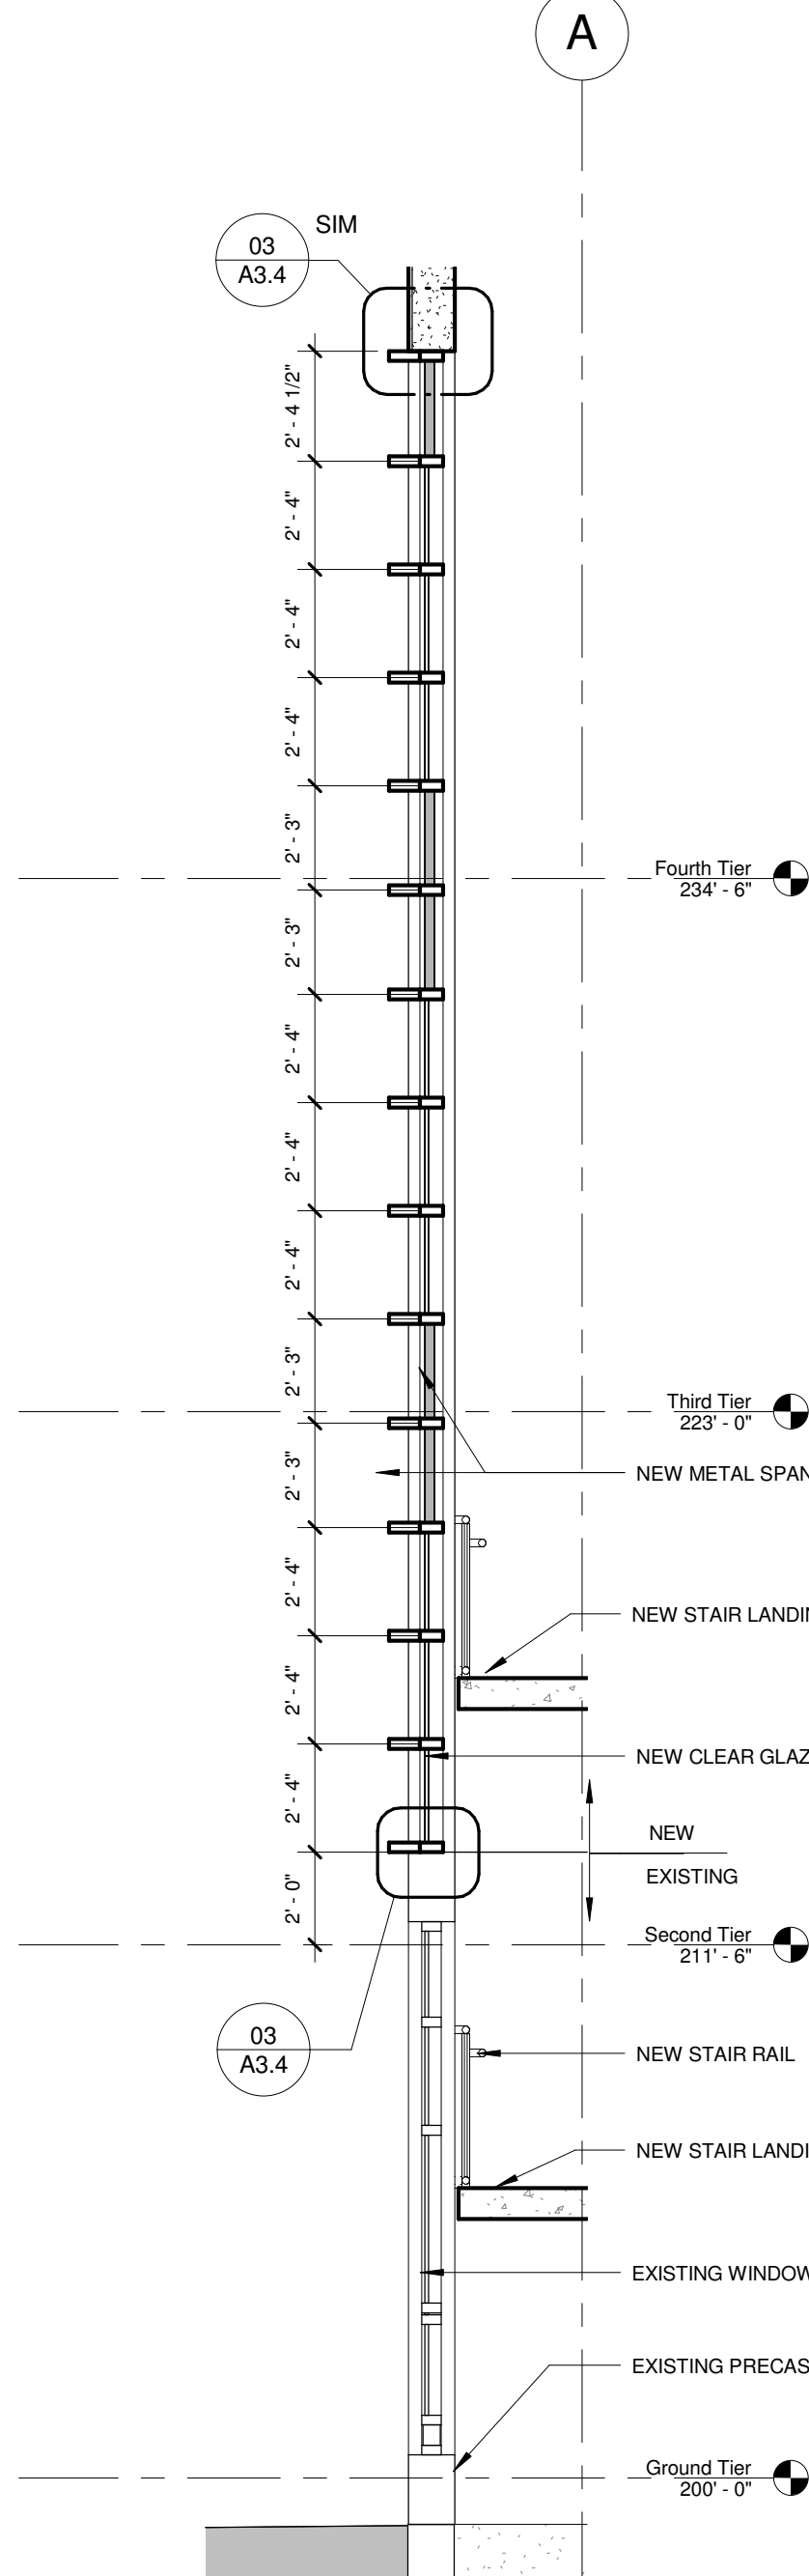 A
SIM
03
A3.4
2' - 4 1/2"
2' - 4"
2' - 4"
2' - 4"
2' - 3"
Fourth Tier
234' - 6"
2' - 3"
2' - 4"
2' - 4"
2' - 4"
2' - 3"
Third Tier
223' - 0"
2' - 3"
NEW METAL SPAN
2' - 4"
NEW STAIR LANDIN
2' - 4"
NEW CLEAR GLAZ
2' - 4"
NEW
EXISTING
2' - 0"
Second Tier
211' - 6"
03
A3.4
NEW STAIR RAIL
NEW STAIR LANDI
EXISTING WINDOW
EXISTING PRECAS
Ground Tier
200' - 0"